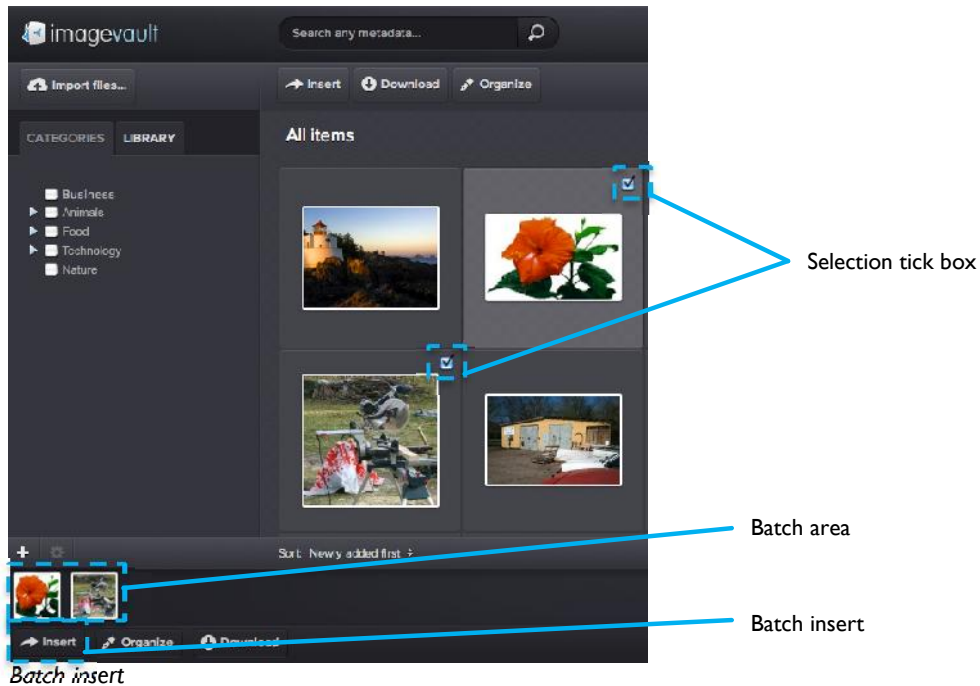 imagevault
Search any metadata...
Import files...
Insert Download Organize
CATEGORIES LIBRARY
All items
Business
Animals
Food
Technology
Nature
Selection tick box
Sort: Newly added first
Batch area
Insert Organize Download
Batch insert
Batch insert